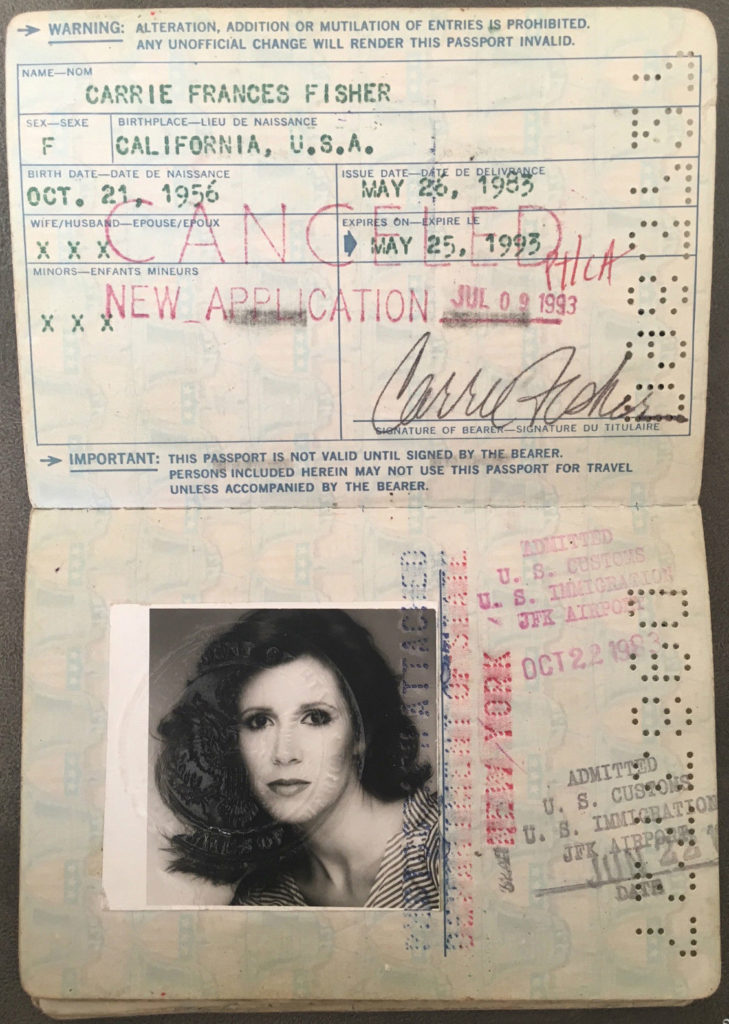 → WARNING: ALTERATION, ADDITION OR MUTILATION OF ENTRIES IS PROHIBITED.
ANY UNOFFICIAL CHANGE WILL RENDER THIS PASSPORT INVALID.
NAME—NOM
CARRIE FRANCES FISHER
SEX—SEXE BIRTHPLACE—LIEU DE NAISSANCE
F CALIFORNIA, U.S.A.
BIRTH DATE—DATE DE NAISSANCE ISSUE DATE—DATE DE DELIVRANCE
OCT. 21, 1956 MAY 26, 1983
WIFE/HUSBAND—EPOUSE/EPOUX EXPIRES ON—EXPIRE LE
X X X MAY 25, 1993
CANCELED
MINORS—ENFANTS MINEURS
NEW APPLICATION JUL 09 1993
X X X
Carrie Fisher
SIGNATURE OF BEARER—SIGNATURE DU TITULAIRE
→ IMPORTANT: THIS PASSPORT IS NOT VALID UNTIL SIGNED BY THE BEARER.
PERSONS INCLUDED HEREIN MAY NOT USE THIS PASSPORT FOR TRAVEL
UNLESS ACCOMPANIED BY THE BEARER.
ADMITTED
U. S. CUSTOMS
U. S. IMMIGRATION
JFK AIRPORT
OCT 22 1983
ATTACHED
DEPARTMENT OF STATE
NEW YORK
ADMITTED
U. S. CUSTOMS
U. S. IMMIGRATION
JFK AIRPORT
JUN 22
DATE